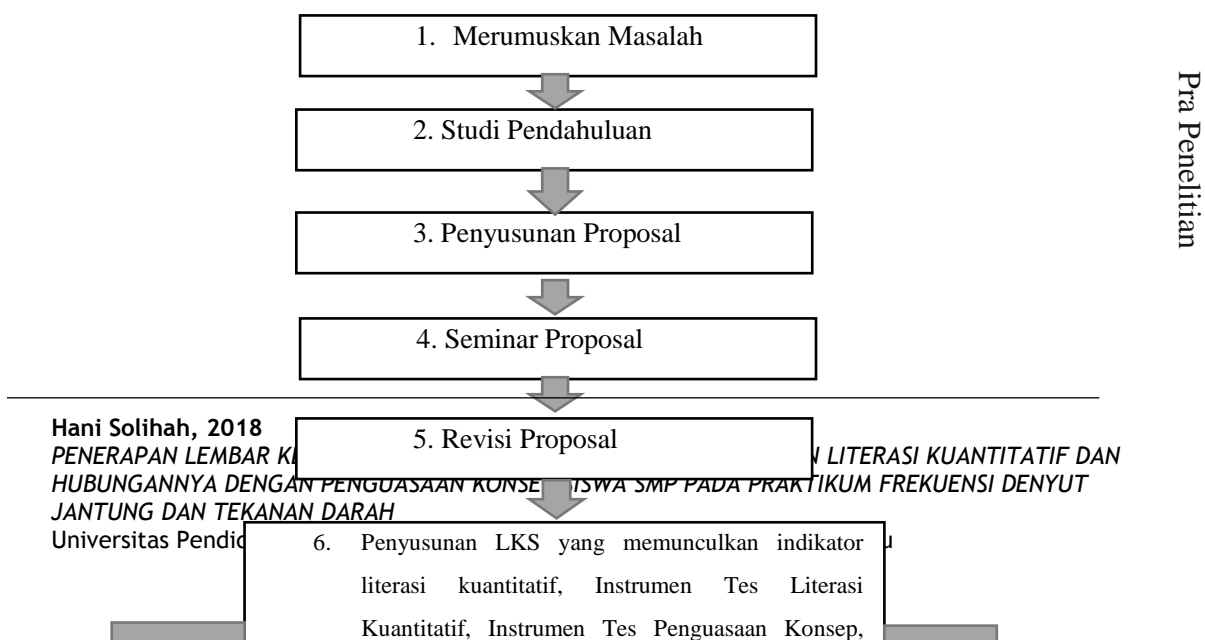 1. Merumuskan Masalah
Pra Penelitian
2. Studi Pendahuluan
3. Penyusunan Proposal
4. Seminar Proposal
5. Revisi Proposal
Hani Solihah, 2018
PENERAPAN LEMBAR LITERASI KUANTITATIF DAN
HUBUNGANNYA DENGAN PENGUASAAN SISWA SMP PADA PRAKTIKUM FREKUENSI DENYUT
JANTUNG DAN TEKANAN DARAH
Universitas
6. Penyusunan LKS yang memunculkan indikator
literasi kuantitatif, Instrumen Tes Literasi
Kuantitatif, Instrumen Tes Penguasaan Konsep,